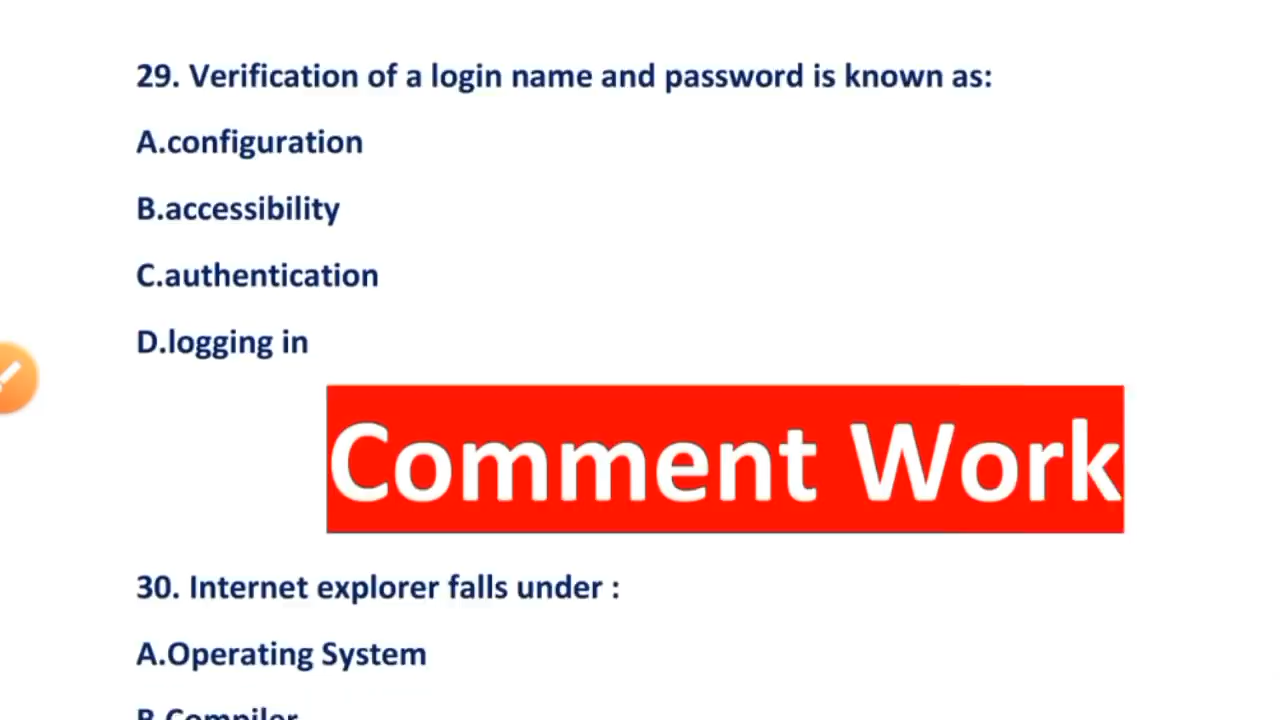 29. Verification of a login name and password is known as:
A.configuration
B.accessibility
C.authentication
D.logging in
Comment Work
30. Internet explorer falls under :
A.Operating System
B.Compiler